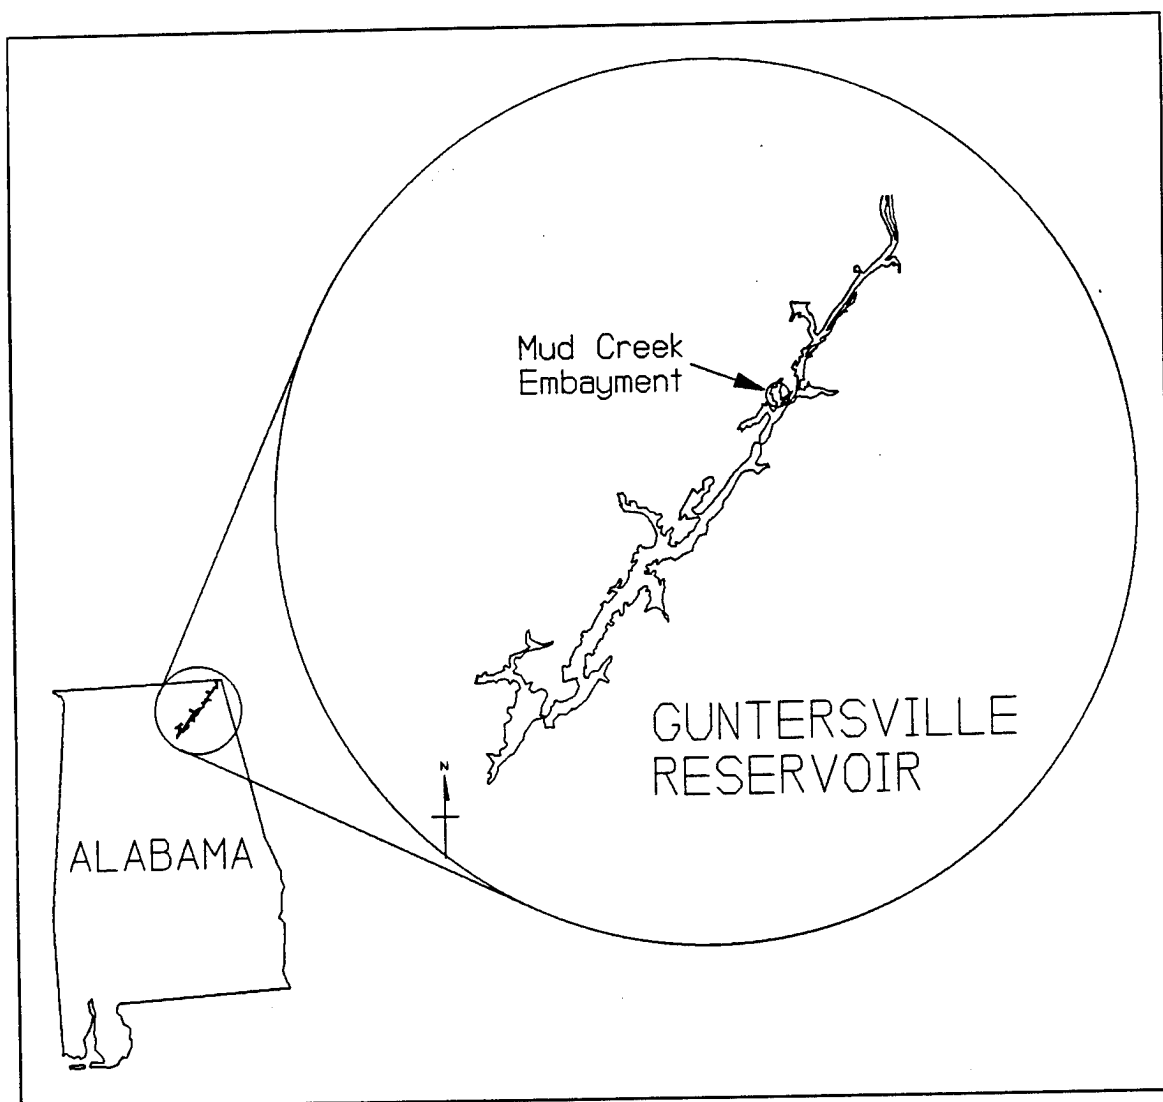 Mud Creek
Embayment
GUNTERSVILLE
RESERVOIR
N
ALABAMA